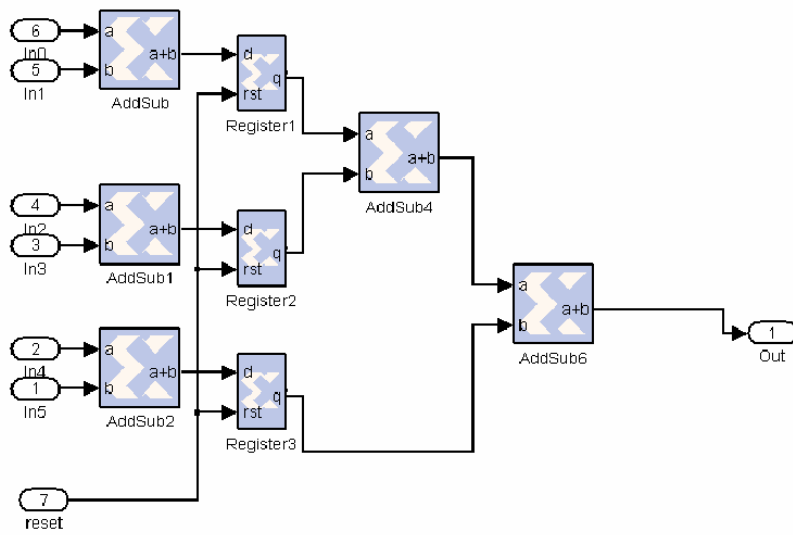 6
In0
5
In1
a
b
a+b
AddSub
d
rst
q
Register1
4
In2
3
In3
a
b
a+b
AddSub1
d
rst
q
Register2
a
b
a+b
AddSub4
2
In4
1
In5
a
b
a+b
AddSub2
d
rst
q
Register3
a
b
a+b
AddSub6
1
Out
7
reset